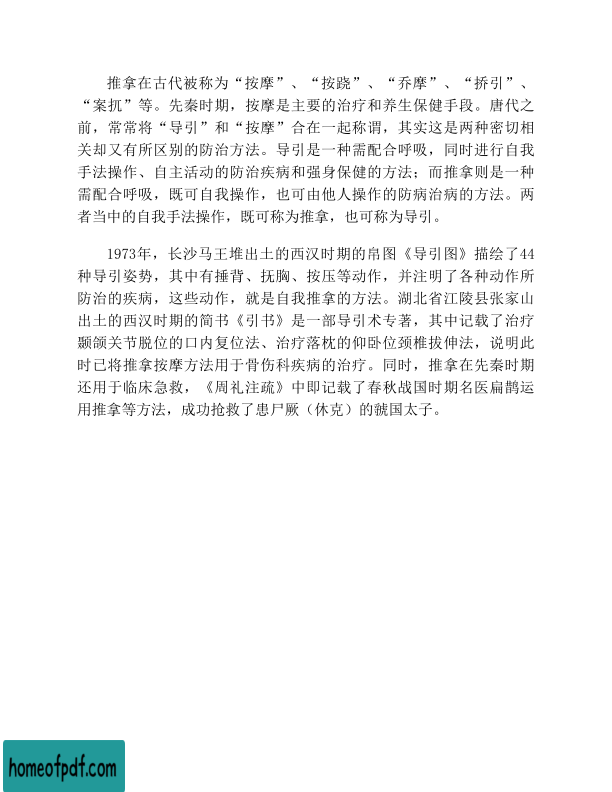 推拿在古代被称为“按摩”、“按跷”、“乔摩”、“挢引”、
“案扤”等。先秦时期，按摩是主要的治疗和养生保健手段。唐代之
前，常常将“导引”和“按摩”合在一起称谓，其实这是两种密切相
关却又有所区别的防治方法。导引是一种需配合呼吸，同时进行自我
手法操作、自主活动的防治疾病和强身保健的方法；而推拿则是一种
需配合呼吸，既可自我操作，也可由他人操作的防病治病的方法。两
者当中的自我手法操作，既可称为推拿，也可称为导引。
1973年，长沙马王堆出土的西汉时期的帛图《导引图》描绘了44
种导引姿势，其中有捶背、抚胸、按压等动作，并注明了各种动作所
防治的疾病，这些动作，就是自我推拿的方法。湖北省江陵县张家山
出土的西汉时期的简书《引书》是一部导引术专著，其中记载了治疗
颞颌关节脱位的口内复位法、治疗落枕的仰卧位颈椎拔伸法，说明此
时已将推拿按摩方法用于骨伤科疾病的治疗。同时，推拿在先秦时期
还用于临床急救，《周礼注疏》中即记载了春秋战国时期名医扁鹊运
用推拿等方法，成功抢救了患尸厥（休克）的虢国太子。
homeofpdf.com